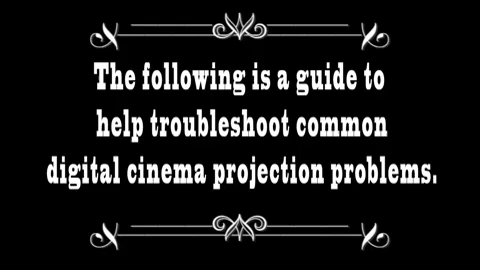 The following is a guide to
help troubleshoot common
digital cinema projection problems.